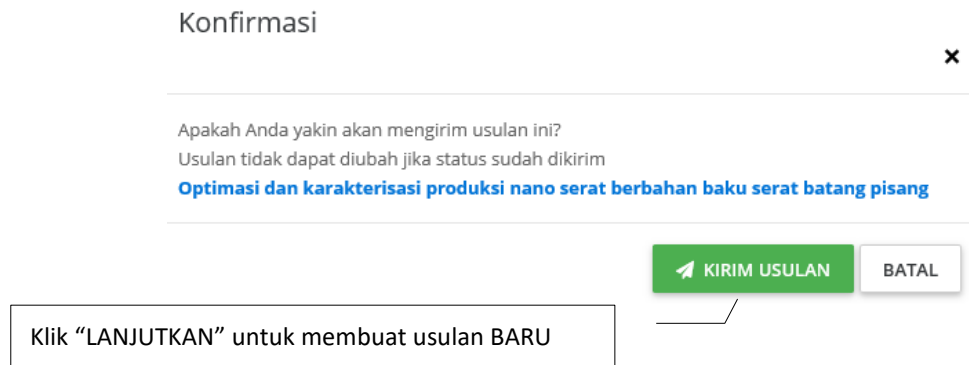 Konfirmasi
Apakah Anda yakin akan mengirim usulan ini?
Usulan tidak dapat diubah jika status sudah dikirim
Optimasi dan karakterisasi produksi nano serat berbahan baku serat batang pisang
KIRIM USULAN BATAL
Klik “LANJUTKAN” untuk membuat usulan BARU